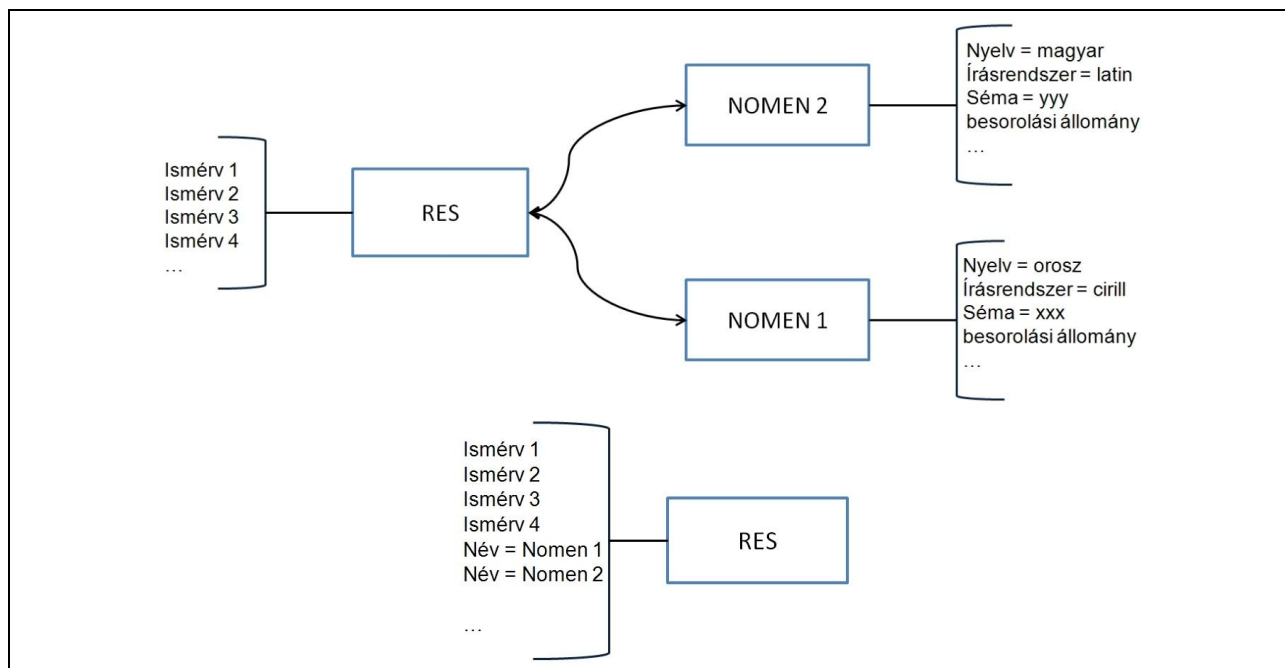 Nyelv = magyar
Írásrendszer = latin
Séma = yyy
besorolási állomány
...
NOMEN 2
Ismérv 1
Ismérv 2
Ismérv 3
Ismérv 4
...
RES
Nyelv = orosz
Írásrendszer = cirill
Séma = xxx
besorolási állomány
...
NOMEN 1
Ismérv 1
Ismérv 2
Ismérv 3
Ismérv 4
Név = Nomen 1
Név = Nomen 2
...
RES